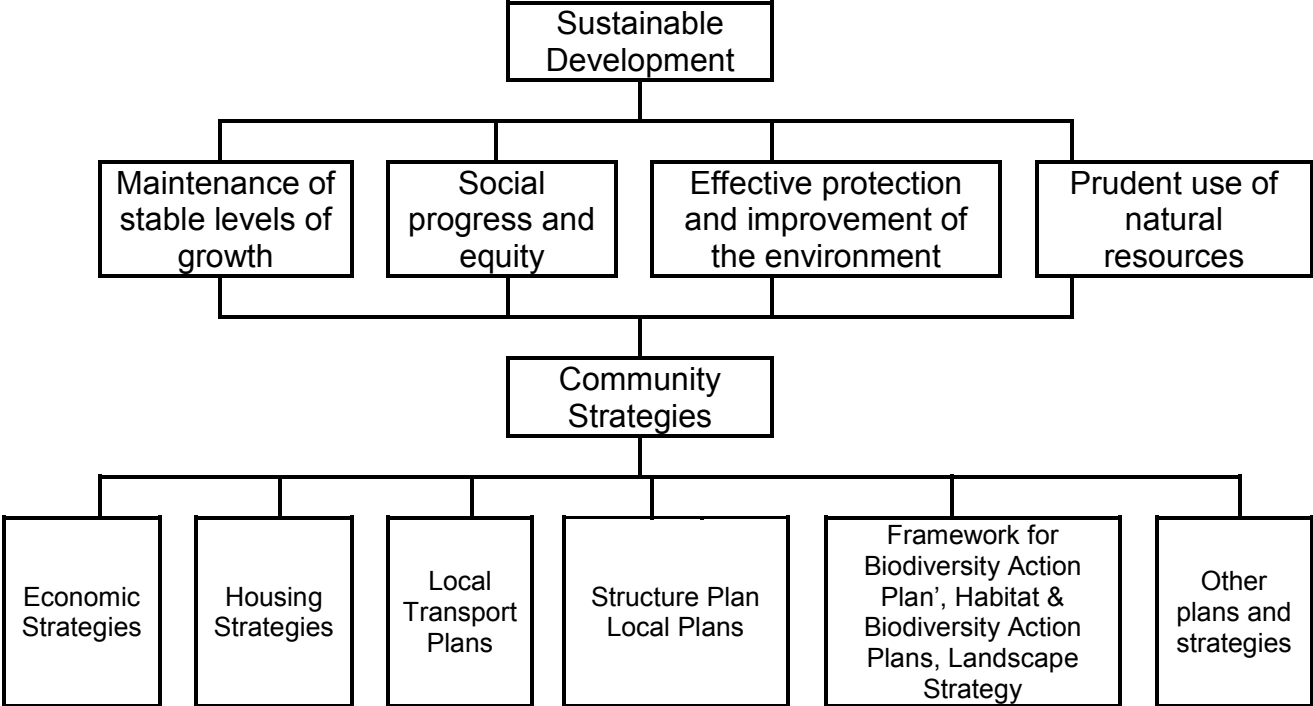 Sustainable
Development
Maintenance of
stable levels of
growth
Social
progress and
equity
Effective protection
and improvement of
the environment
Prudent use of
natural
resources
Community
Strategies
Economic
Strategies
Housing
Strategies
Local
Transport
Plans
Structure Plan
Local Plans
Framework for
Biodiversity Action
Plan’, Habitat &
Biodiversity Action
Plans, Landscape
Strategy
Other
plans and
strategies